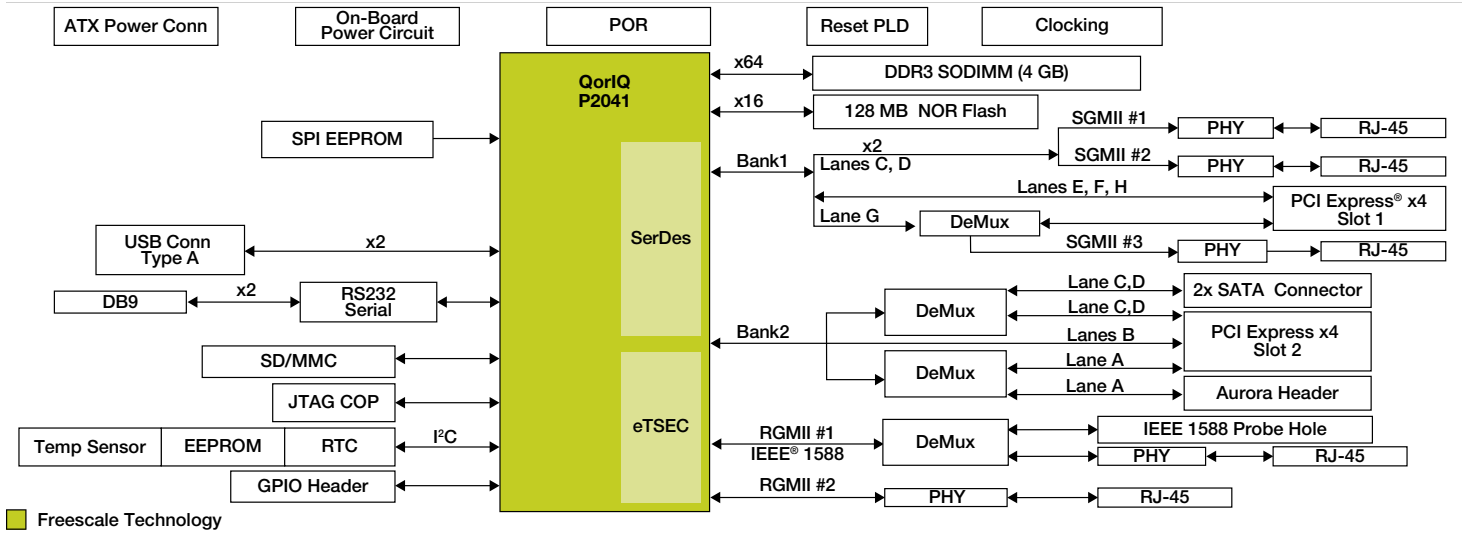 ATX Power Conn
On-Board
Power Circuit
POR
Reset PLD
Clocking
QorIQ
P2041
x64
DDR3 SODIMM (4 GB)
x16
128 MB NOR Flash
SPI EEPROM
SerDes
Bank1
x2
Lanes C, D
SGMII #1
PHY
RJ-45
SGMII #2
PHY
RJ-45
Lanes E, F, H
PCI Express® x4
Slot 1
Lane G
DeMux
SGMII #3
PHY
RJ-45
USB Conn
Type A
x2
DB9
x2
RS232
Serial
Bank2
DeMux
Lane C,D
2x SATA Connector
Lane C,D
Lanes B
PCI Express x4
Slot 2
DeMux
Lane A
Lane A
Aurora Header
SD/MMC
JTAG COP
eTSEC
Temp Sensor
EEPROM
RTC
I²C
GPIO Header
RGMII #1
IEEE® 1588
DeMux
IEEE 1588 Probe Hole
PHY
RJ-45
RGMII #2
PHY
RJ-45
Freescale Technology